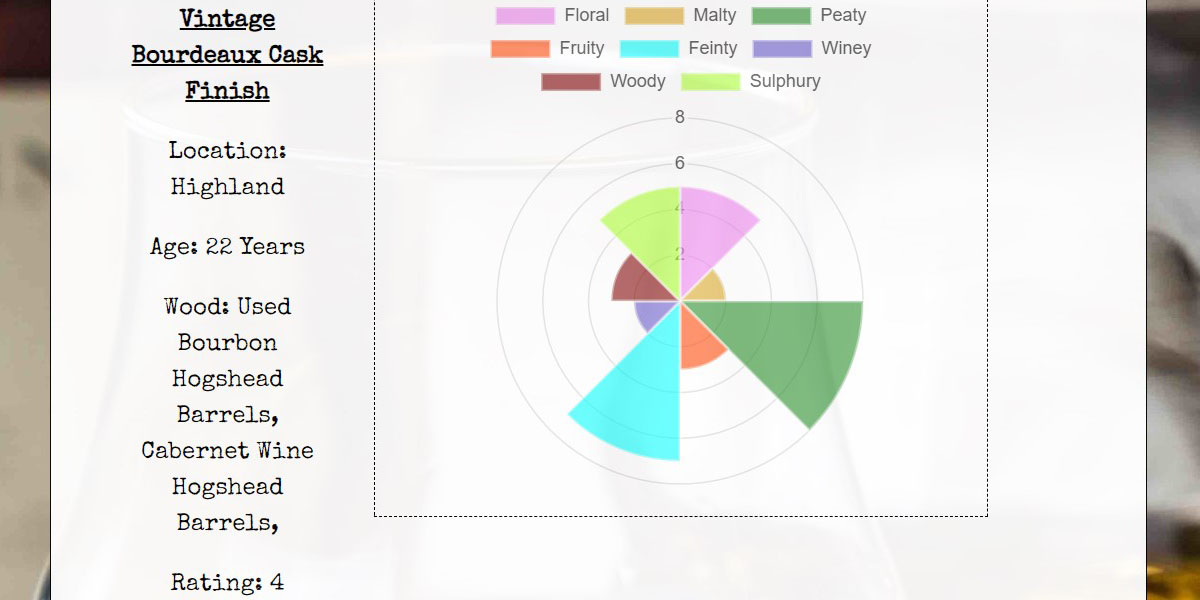 Vintage
Bourdeaux Cask
Finish
Location:
Highland
Age: 22 Years
Wood: Used
Bourbon
Hogshead
Barrels,
Cabernet Wine
Hogshead
Barrels,
Rating: 4
Floral Malty Peaty
Fruity Feinty Winey
Woody Sulphury
8
6
4
2